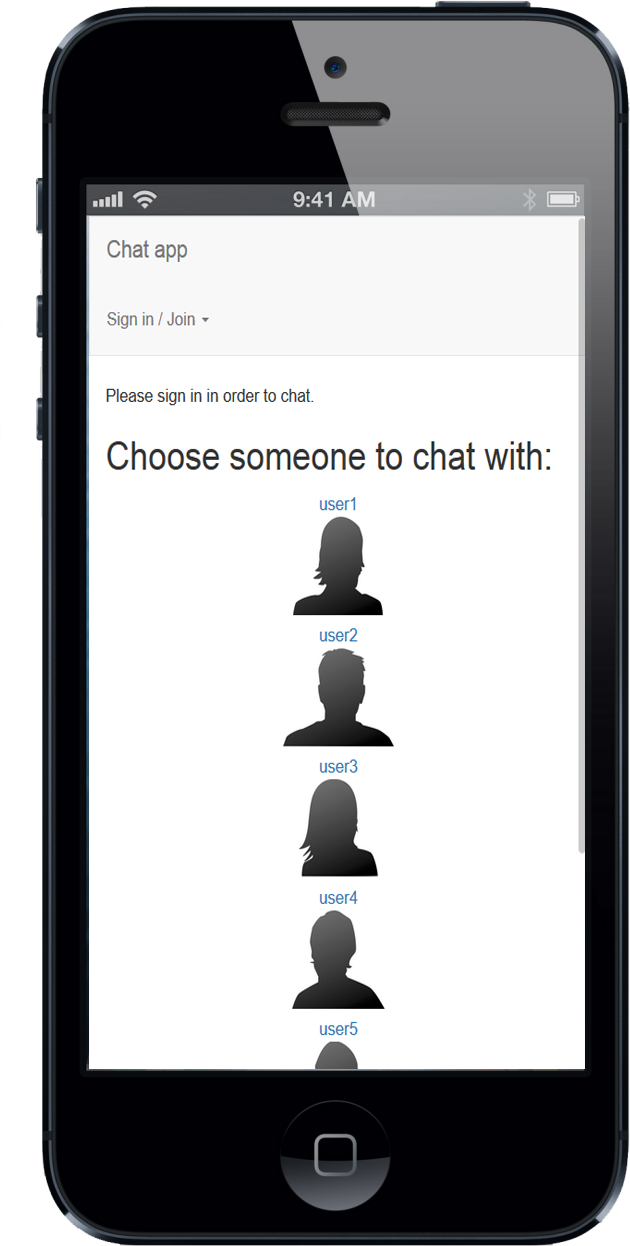 9:41 AM
Chat app
Sign in / Join
Please sign in in order to chat.
Choose someone to chat with:
user1
user2
user3
user4
user5